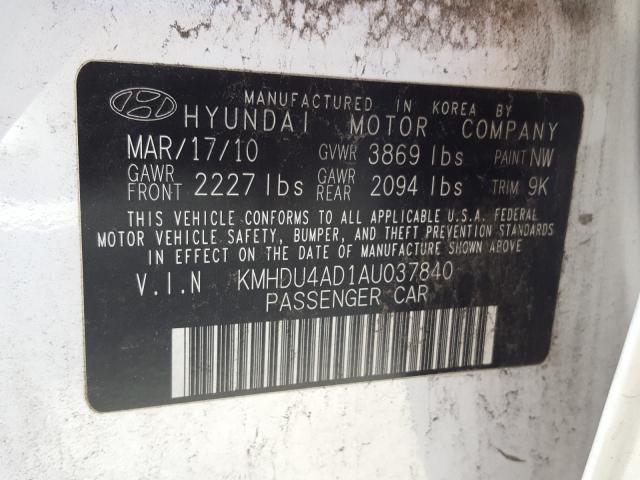 MANUFACTURED IN KOREA BY
HYUNDAI MOTOR COMPANY
MAR/17/10 GVWR 3869 lbs PAINT NW
GAWR FRONT 2227 lbs GAWR REAR 2094 lbs TRIM 9K
THIS VEHICLE CONFORMS TO ALL APPLICABLE U.S.A. FEDERAL
MOTOR VEHICLE SAFETY, BUMPER, AND THEFT PREVENTION STANDARDS
IN EFFECT ON THE DATE OF MANUFACTURE SHOWN ABOVE
V.I.N KMHDU4AD1AU037840
PASSENGER CAR